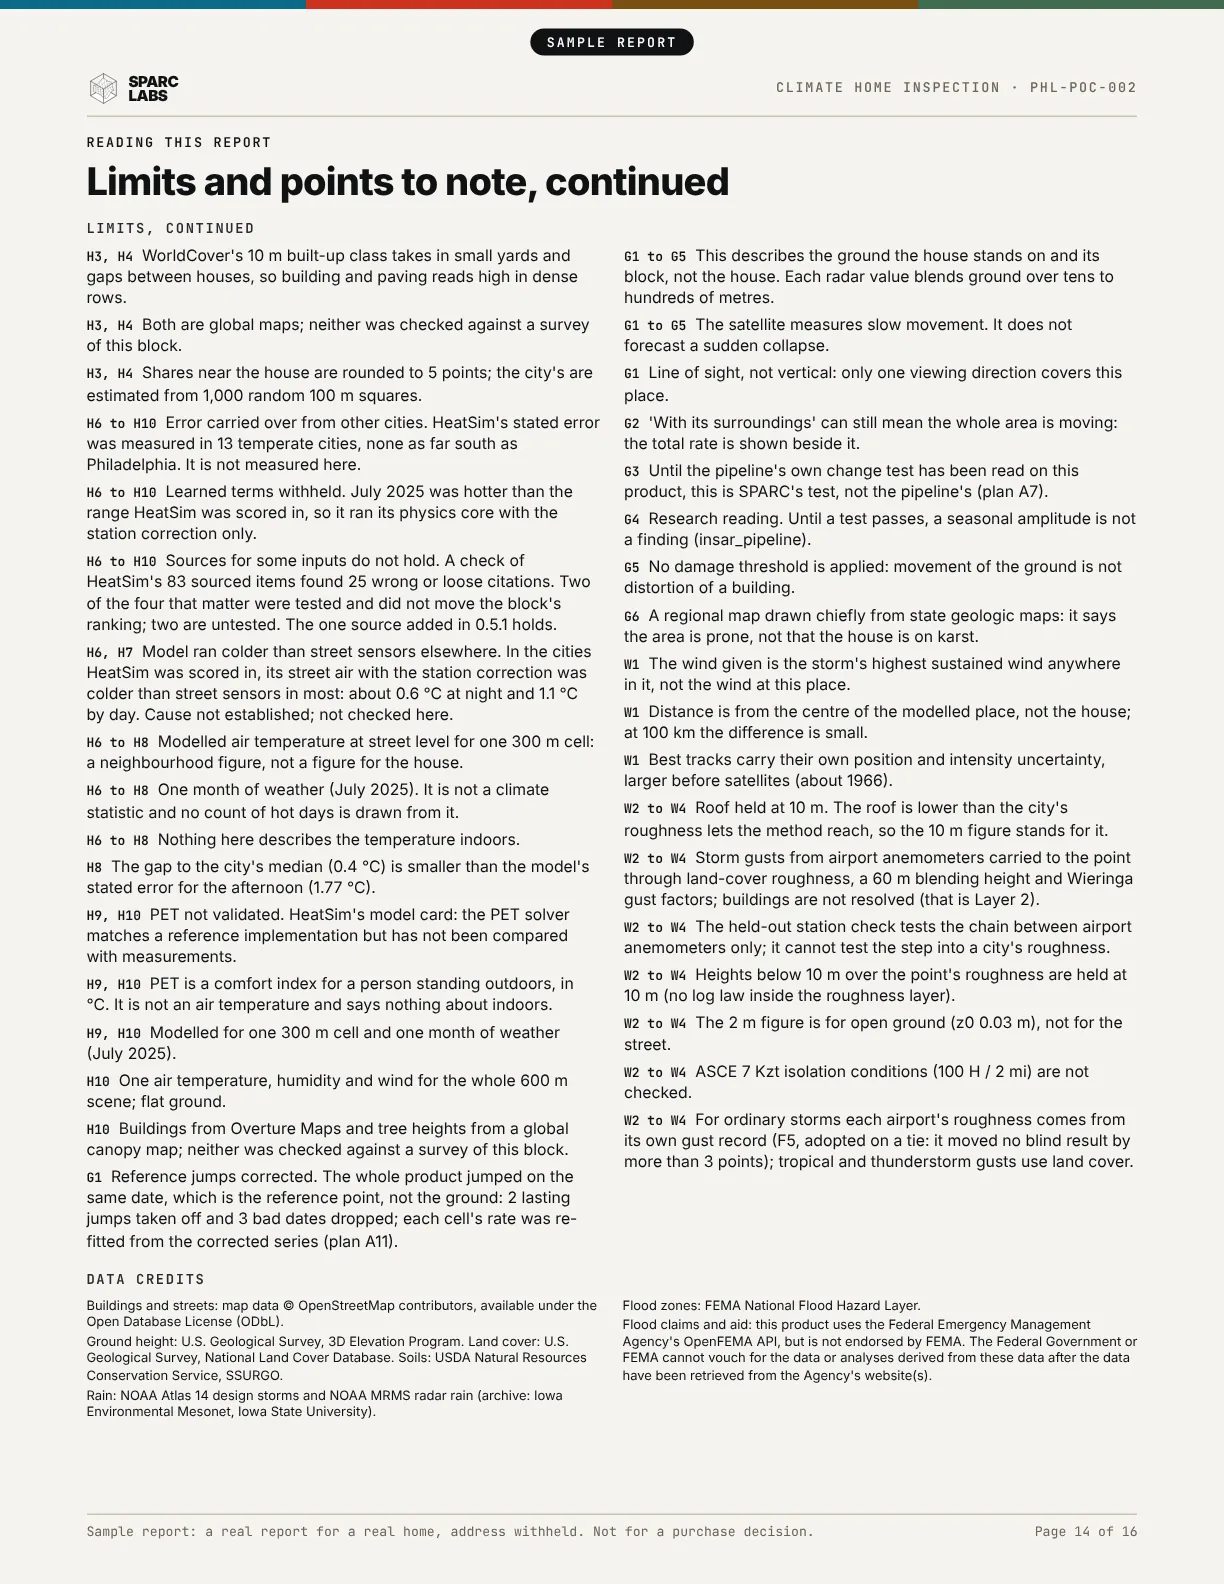 SAMPLE REPORT
SPARC
LABS
CLIMATE HOME INSPECTION · PHL-POC-002
READING THIS REPORT
Limits and points to note, continued
LIMITS, CONTINUED
H3, H4 WorldCover's 10 m built-up class takes in small yards and
gaps between houses, so building and paving reads high in dense
rows.
H3, H4 Both are global maps; neither was checked against a survey
of this block.
H3, H4 Shares near the house are rounded to 5 points; the city's are
estimated from 1,000 random 100 m squares.
H6 to H10 Error carried over from other cities. HeatSim's stated error
was measured in 13 temperate cities, none as far south as
Philadelphia. It is not measured here.
H6 to H10 Learned terms withheld. July 2025 was hotter than the
range HeatSim was scored in, so it ran its physics core with the
station correction only.
H6 to H10 Sources for some inputs do not hold. A check of
HeatSim's 83 sourced items found 25 wrong or loose citations. Two
of the four that matter were tested and did not move the block's
ranking; two are untested. The one source added in 0.5.1 holds.
H6, H7 Model ran colder than street sensors elsewhere. In the cities
HeatSim was scored in, its street air with the station correction was
colder than street sensors in most: about 0.6 °C at night and 1.1 °C
by day. Cause not established; not checked here.
H6 to H8 Modelled air temperature at street level for one 300 m cell:
a neighbourhood figure, not a figure for the house.
H6 to H8 One month of weather (July 2025). It is not a climate
statistic and no count of hot days is drawn from it.
H6 to H8 Nothing here describes the temperature indoors.
H8 The gap to the city's median (0.4 °C) is smaller than the model's
stated error for the afternoon (1.77 °C).
H9, H10 PET not validated. HeatSim's model card: the PET solver
matches a reference implementation but has not been compared
with measurements.
H9, H10 PET is a comfort index for a person standing outdoors, in
°C. It is not an air temperature and says nothing about indoors.
H9, H10 Modelled for one 300 m cell and one month of weather
(July 2025).
H10 One air temperature, humidity and wind for the whole 600 m
scene; flat ground.
H10 Buildings from Overture Maps and tree heights from a global
canopy map; neither was checked against a survey of this block.
G1 Reference jumps corrected. The whole product jumped on the
same date, which is the reference point, not the ground: 2 lasting
jumps taken off and 3 bad dates dropped; each cell's rate was re-
fitted from the corrected series (plan A11).
G1 to G5 This describes the ground the house stands on and its
block, not the house. Each radar value blends ground over tens to
hundreds of metres.
G1 to G5 The satellite measures slow movement. It does not
forecast a sudden collapse.
G1 Line of sight, not vertical: only one viewing direction covers this
place.
G2 'With its surroundings' can still mean the whole area is moving:
the total rate is shown beside it.
G3 Until the pipeline's own change test has been read on this
product, this is SPARC's test, not the pipeline's (plan A7).
G4 Research reading. Until a test passes, a seasonal amplitude is not
a finding (insar_pipeline).
G5 No damage threshold is applied: movement of the ground is not
distortion of a building.
G6 A regional map drawn chiefly from state geologic maps: it says
the area is prone, not that the house is on karst.
W1 The wind given is the storm's highest sustained wind anywhere
in it, not the wind at this place.
W1 Distance is from the centre of the modelled place, not the house;
at 100 km the difference is small.
W1 Best tracks carry their own position and intensity uncertainty,
larger before satellites (about 1966).
W2 to W4 Roof held at 10 m. The roof is lower than the city's
roughness lets the method reach, so the 10 m figure stands for it.
W2 to W4 Storm gusts from airport anemometers carried to the point
through land-cover roughness, a 60 m blending height and Wieringa
gust factors; buildings are not resolved (that is Layer 2).
W2 to W4 The held-out station check tests the chain between airport
anemometers only; it cannot test the step into a city's roughness.
W2 to W4 Heights below 10 m over the point's roughness are held at
10 m (no log law inside the roughness layer).
W2 to W4 The 2 m figure is for open ground (z0 0.03 m), not for the
street.
W2 to W4 ASCE 7 Kzt isolation conditions (100 H / 2 mi) are not
checked.
W2 to W4 For ordinary storms each airport's roughness comes from
its own gust record (F5, adopted on a tie: it moved no blind result by
more than 3 points); tropical and thunderstorm gusts use land cover.
DATA CREDITS
Buildings and streets: map data © OpenStreetMap contributors, available under the
Open Database License (ODbL).
Ground height: U.S. Geological Survey, 3D Elevation Program. Land cover: U.S.
Geological Survey, National Land Cover Database. Soils: USDA Natural Resources
Conservation Service, SSURGO.
Rain: NOAA Atlas 14 design storms and NOAA MRMS radar rain (archive: Iowa
Environmental Mesonet, Iowa State University).
Flood zones: FEMA National Flood Hazard Layer.
Flood claims and aid: this product uses the Federal Emergency Management
Agency's OpenFEMA API, but is not endorsed by FEMA. The Federal Government or
FEMA cannot vouch for the data or analyses derived from these data after the data
have been retrieved from the Agency's website(s).
Sample report: a real report for a real home, address withheld. Not for a purchase decision.
Page 14 of 16